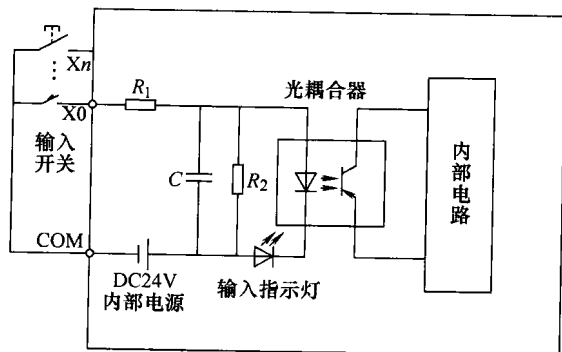 Xn
X0
R₁
光耦合器
输入
开关
C
R₂
内部电路
COM
DC24V
内部电源
输入指示灯